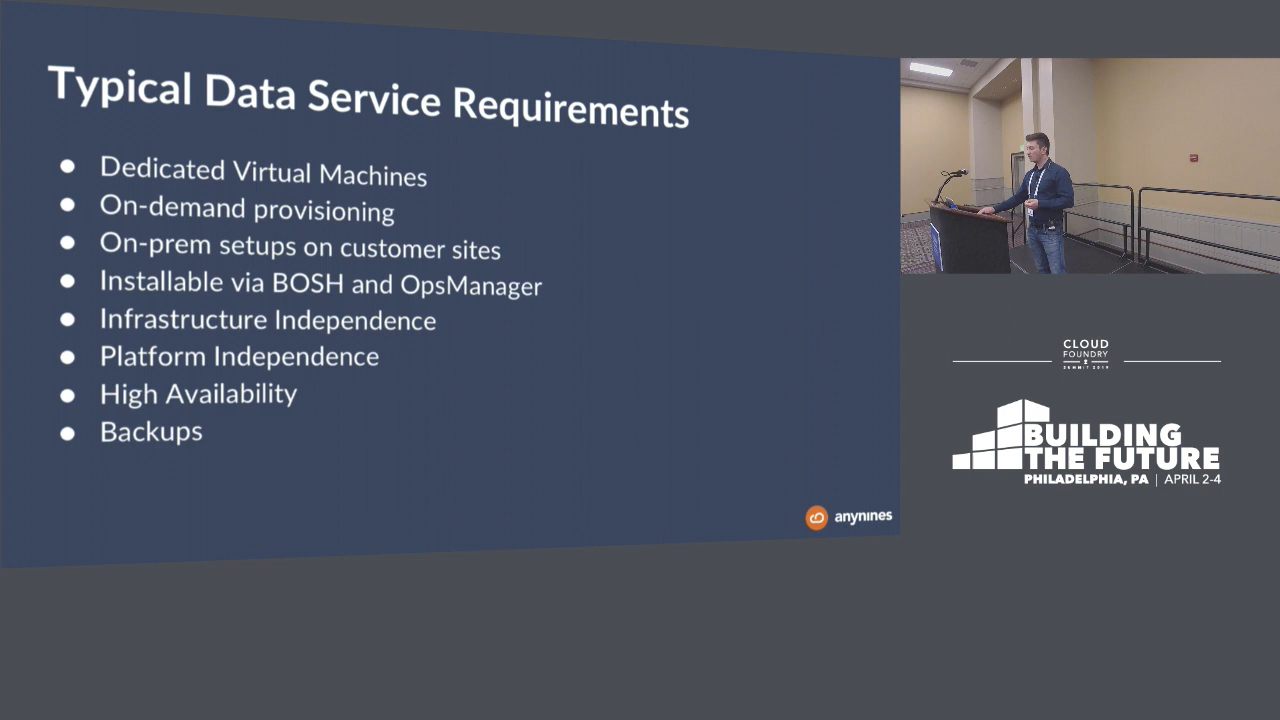 Typical Data Service Requirements
● Dedicated Virtual Machines
● On-demand provisioning
● On-prem setups on customer sites
● Installable via BOSH and OpsManager
● Infrastructure Independence
● Platform Independence
● High Availability
● Backups
anynines
CLOUD
FOUNDRY
SUMMIT 2019
BUILDING
THE FUTURE
PHILADELPHIA, PA | APRIL 2-4